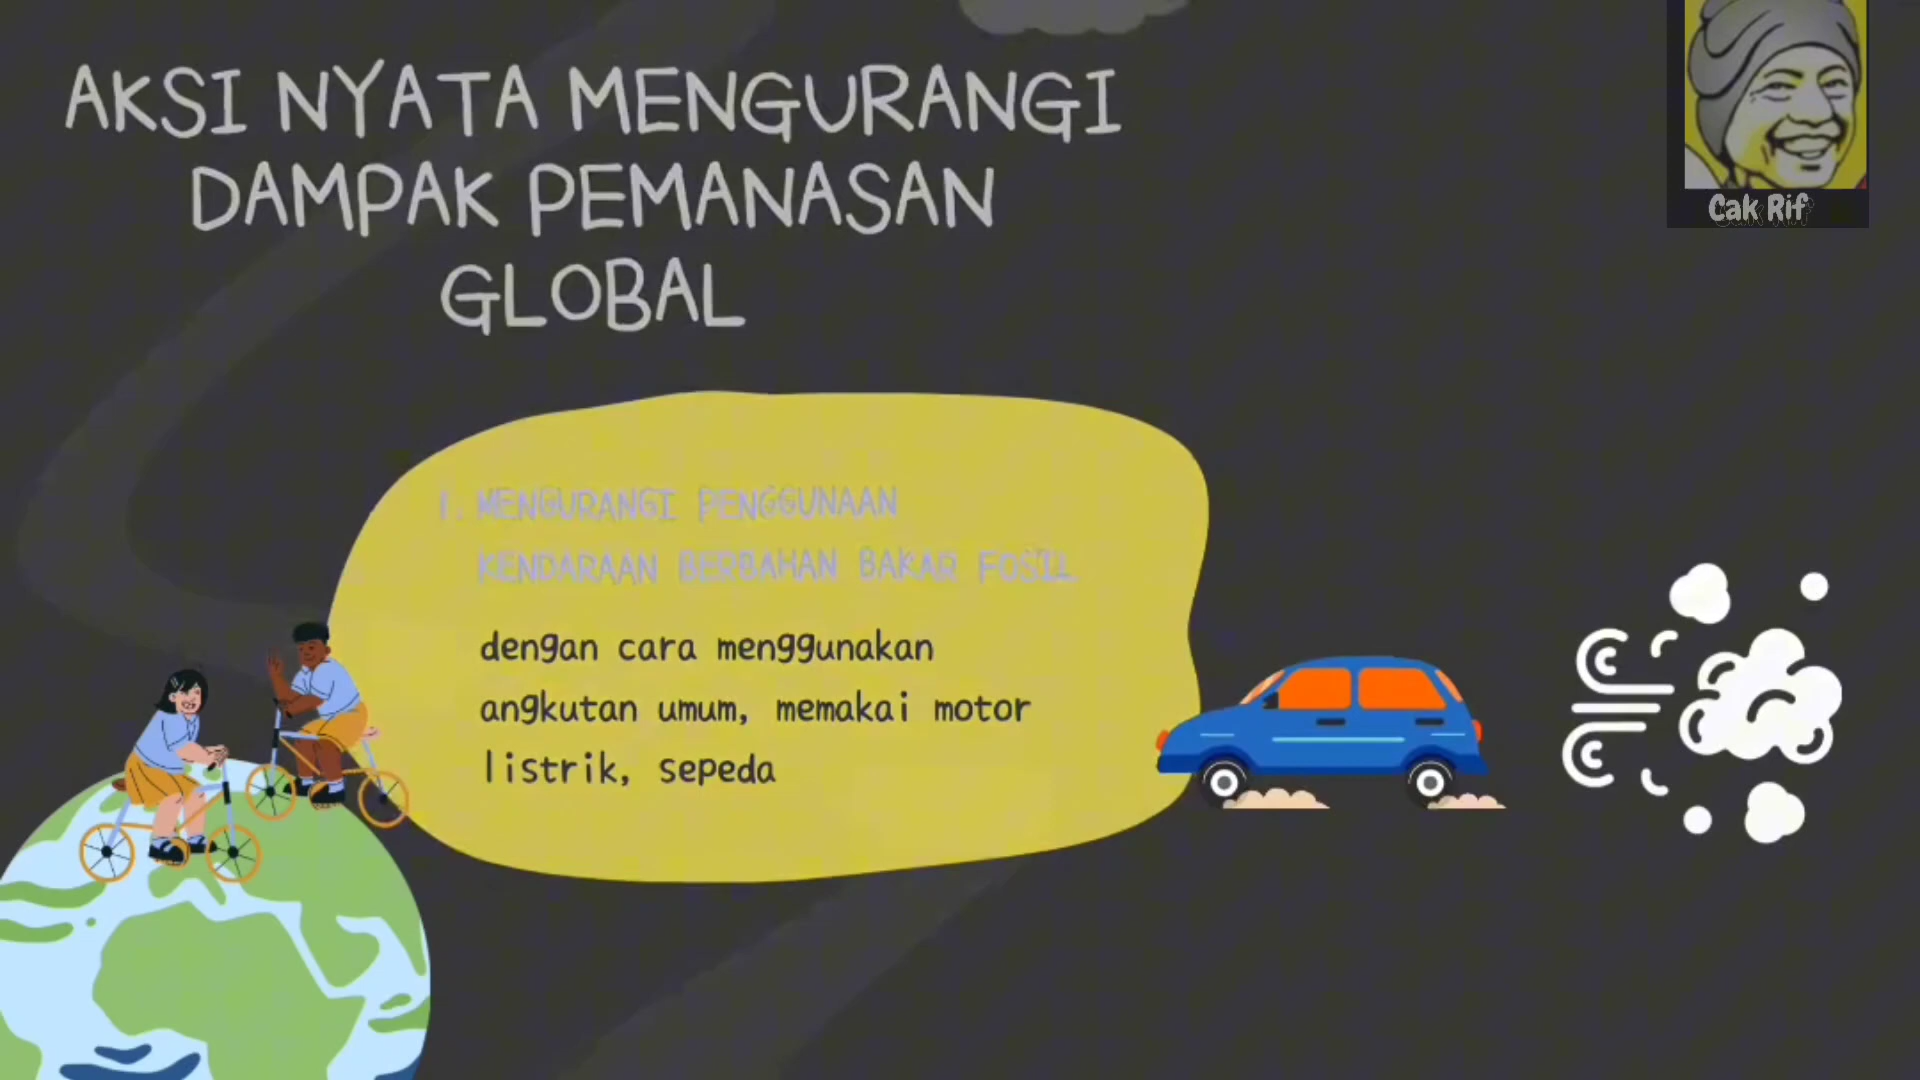 AKSI NYATA MENGURANGI
DAMPAK PEMANASAN
GLOBAL
Cak Rif
1. MENGURANGI PENGGUNAAN
KENDARAAN BERBAHAN BAKAR FOSIL
dengan cara menggunakan
angkutan umum, memakai motor
listrik, sepeda